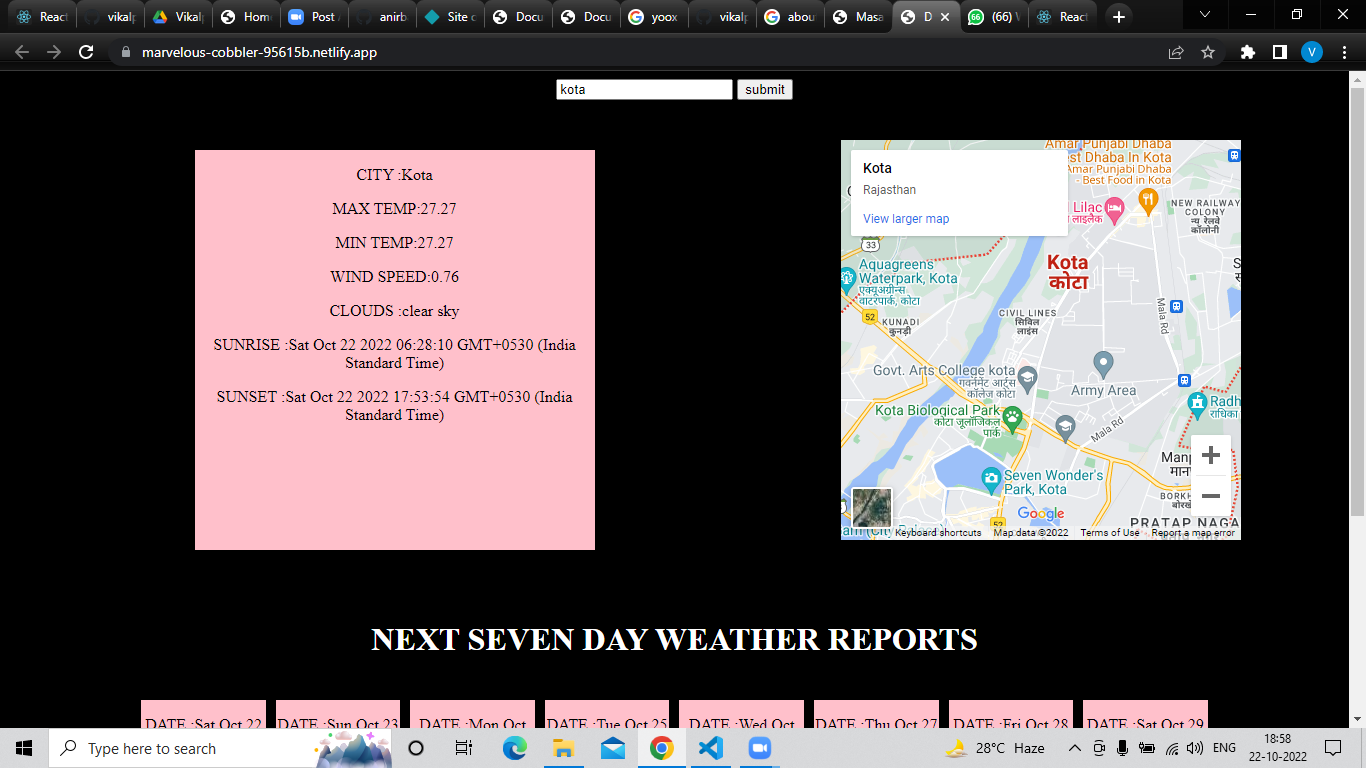 React
vikalp
Vikalp
Home
Post A
anirb
Site c
Docu
Docu
yoox
vikalp
about
Masa
D
(66) W
React
marvelous-cobbler-95615b.netlify.app
V
kota
submit
CITY :Kota
MAX TEMP:27.27
MIN TEMP:27.27
WIND SPEED:0.76
CLOUDS :clear sky
SUNRISE :Sat Oct 22 2022 06:28:10 GMT+0530 (India
Standard Time)
SUNSET :Sat Oct 22 2022 17:53:54 GMT+0530 (India
Standard Time)
Kota
Rajasthan
View larger map
Amar Punjabi Dhaba
est Dhaba In Kota
Amar Punjabi Dhaba
- Best Food in Kota
Lilac
लाइलैक
NEW RAILWAY
COLONY
न्यू रेलवे
कॉलोनी
33
Aquagreens
Waterpark, Kota
एक्यूअग्रीन्स
वाटरपार्क, कोटा
Kota
कोटा
52
KUNADI
कुनड़ी
CIVIL LINES
सिविल
लाइंस
Mala Rd
Govt. Arts College kota
गवर्नमेंट आर्ट्स
कॉलेज कोटा
Army Area
Kota Biological Park
कोटा जूलॉजिकल
पार्क
Radh
राधिका
Mala Rd
Manp
मानप
Seven Wonder's
Park, Kota
BORKH
बोरखे
Google
52
PRATAP NAGA
Keyboard shortcuts
Map data ©2022
Terms of Use
Report a map error
NEXT SEVEN DAY WEATHER REPORTS
DATE :Sat Oct 22
DATE :Sun Oct 23
DATE :Mon Oct
DATE :Tue Oct 25
DATE :Wed Oct
DATE :Thu Oct 27
DATE :Fri Oct 28
DATE :Sat Oct 29
Type here to search
28°C Haze
ENG
18:58
22-10-2022